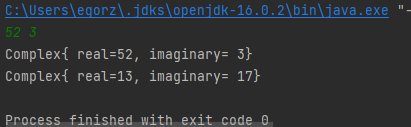 C:\Users\eqorz\.jdks\openjdk-16.0.2\bin\java.exe "-
52 3
Complex{ real=52, imaginary= 3}
Complex{ real=13, imaginary= 17}
Process finished with exit code 0